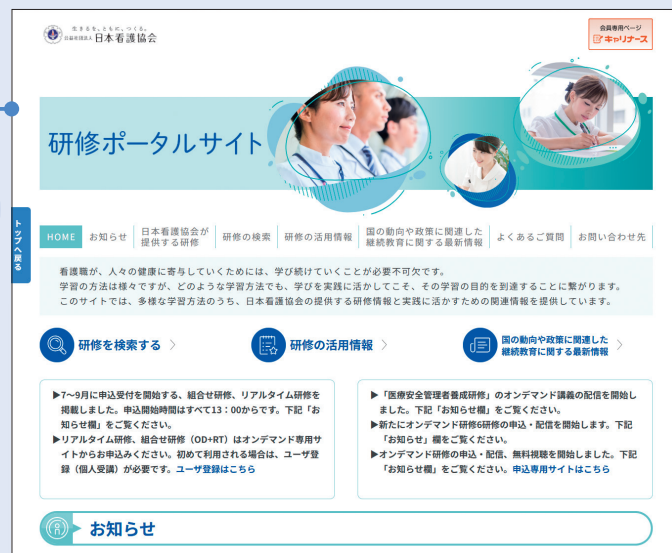 生きるを、ともに、つくる。
公益社団法人 日本看護協会
会員専用ページ
キャリナース
研修ポータルサイト
トップへ戻る
HOME
お知らせ
日本看護協会が
提供する研修
研修の検索
研修の活用情報
国の動向や政策に関連した
継続教育に関する最新情報
よくあるご質問
お問い合わせ先
看護職が、人々の健康に寄与していくためには、学び続けていくことが必要不可欠です。
学習の方法は様々ですが、どのような学習方法でも、学びを実践に活かしてこそ、その学習の目的を到達することに繋がります。
このサイトでは、多様な学習方法のうち、日本看護協会の提供する研修情報と実践に活かすための関連情報を提供しています。
研修を検索する
研修の活用情報
国の動向や政策に関連した
継続教育に関する最新情報
▶7～9月に申込受付を開始する、組合せ研修、リアルタイム研修を
掲載しました。申込開始時間はすべて13：00からです。下記「お
知らせ欄」をご覧ください。
▶リアルタイム研修、組合せ研修（OD+RT）はオンデマンド専用サ
イトからお申込みください。初めて利用される場合は、ユーザ登
録（個人受講）が必要です。ユーザ登録はこちら
▶「医療安全管理者養成研修」のオンデマンド講義の配信を開始し
ました。下記「お知らせ欄」をご覧ください。
▶新たにオンデマンド研修6研修の申込・配信を開始します。下記
「お知らせ」欄をご覧ください。
▶オンデマンド研修の申込・配信、無料視聴を開始しました。下記
「お知らせ欄」をご覧ください。申込専用サイトはこちら
お知らせ